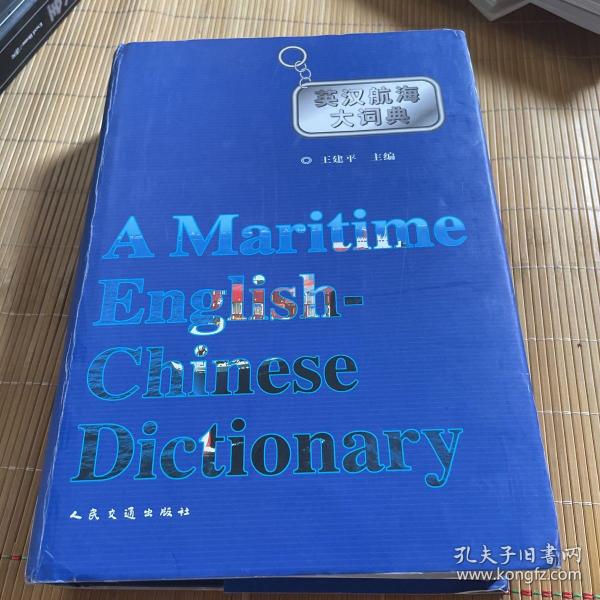 英汉航海
大词典
◎ 王建平 主编
A Maritime
English-
Chinese
Dictionary
人民交通出版社
孔夫子旧书网
www.kongfz.com